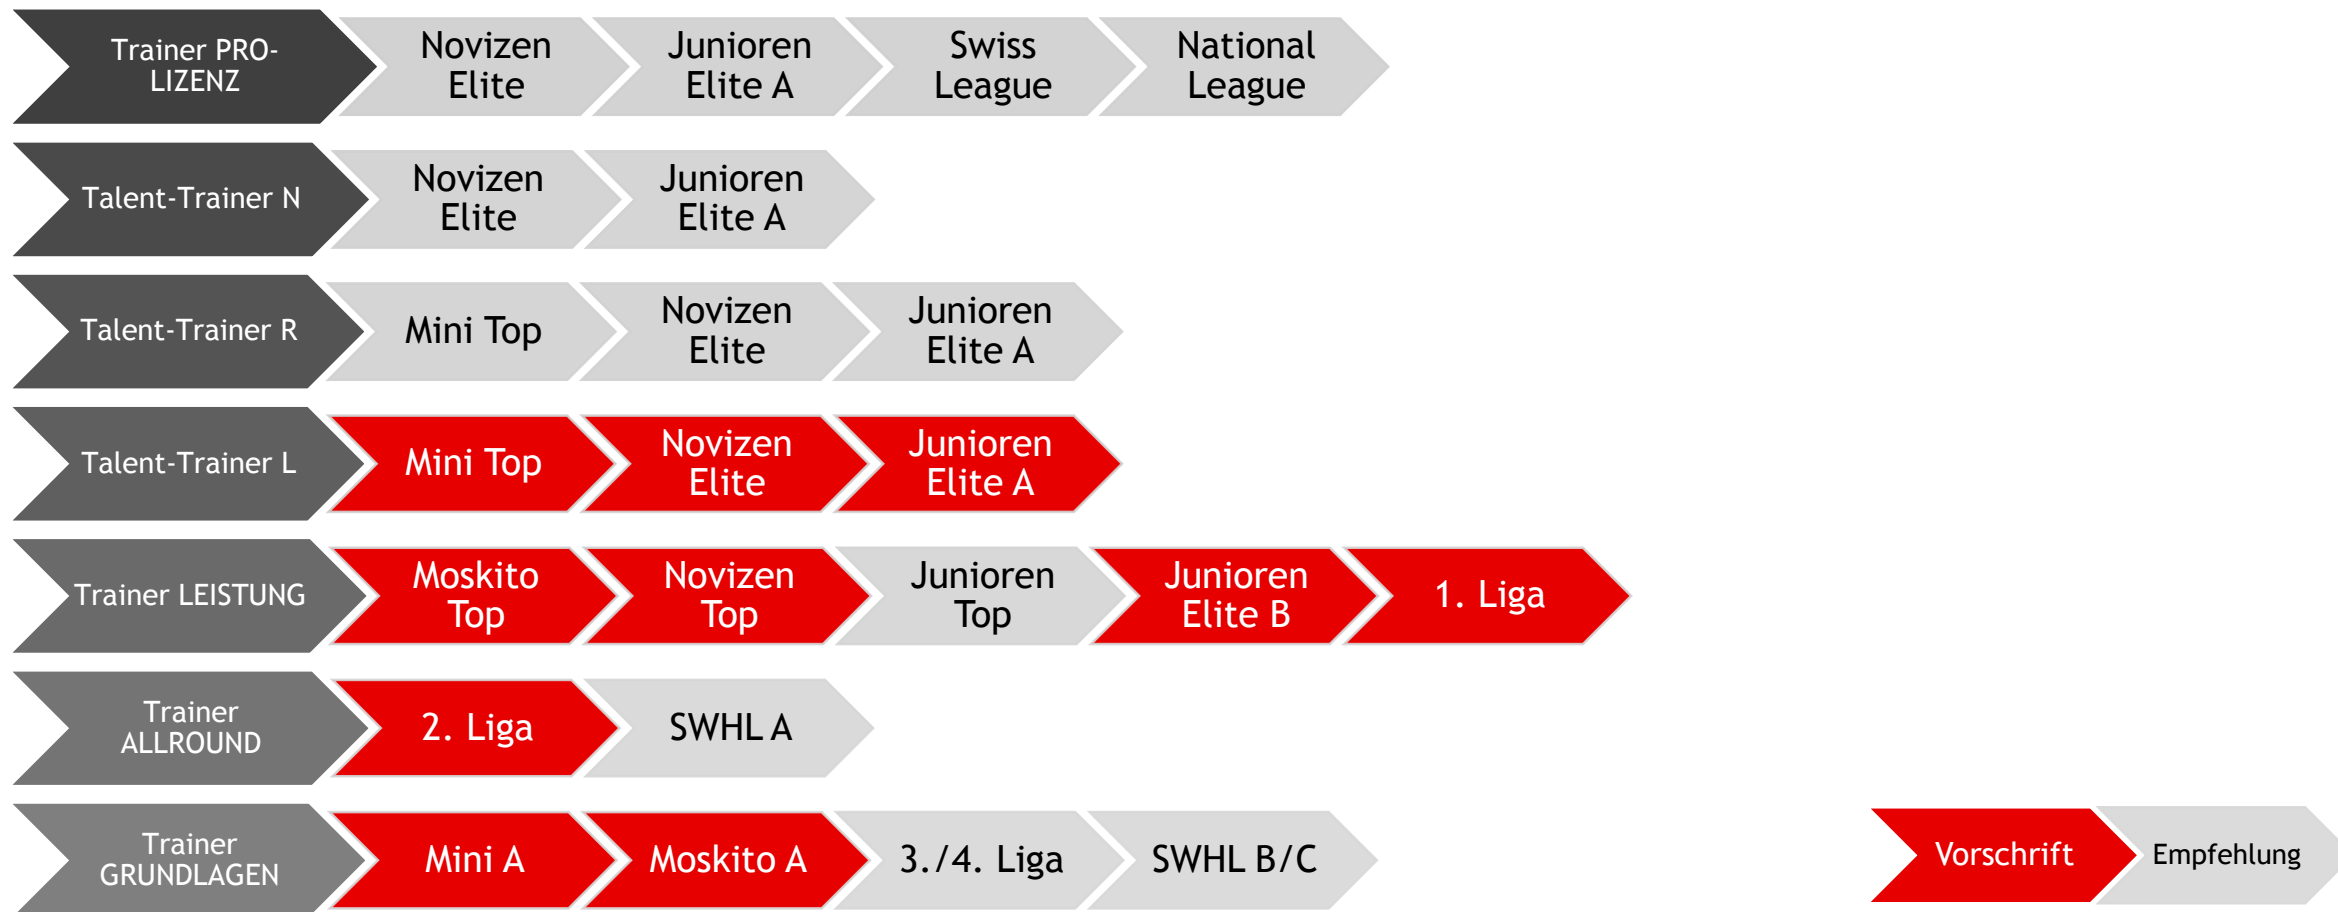 Trainer PRO-
LIZENZ
Novizen
Elite
Junioren
Elite A
Swiss
League
National
League
Talent-Trainer N
Novizen
Elite
Junioren
Elite A
Talent-Trainer R
Mini Top
Novizen
Elite
Junioren
Elite A
Talent-Trainer L
Mini Top
Novizen
Elite
Junioren
Elite A
Trainer LEISTUNG
Moskito
Top
Novizen
Top
Junioren
Top
Junioren
Elite B
1. Liga
Trainer
ALLROUND
2. Liga
SWHL A
Trainer
GRUNDLAGEN
Mini A
Moskito A
3./4. Liga
SWHL B/C
Vorschrift
Empfehlung